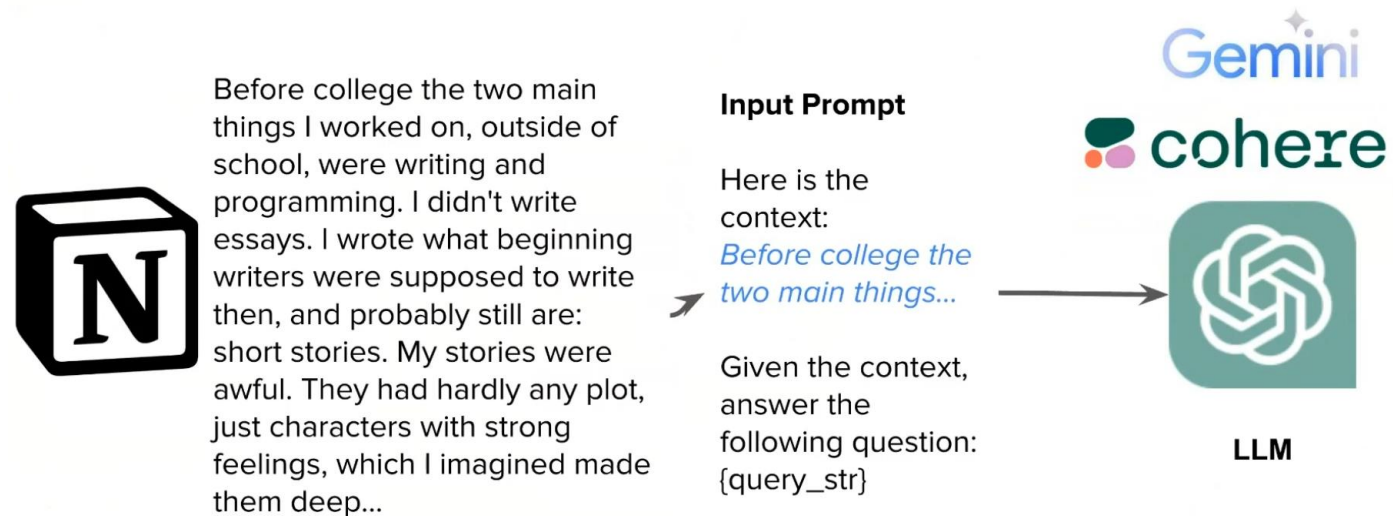 N
Before college the two main
things I worked on, outside of
school, were writing and
programming. I didn't write
essays. I wrote what beginning
writers were supposed to write
then, and probably still are:
short stories. My stories were
awful. They had hardly any plot,
just characters with strong
feelings, which I imagined made
them deep...
Input Prompt
Here is the
context:
Before college the
two main things...
Given the context,
answer the
following question:
{query_str}
Gemini
cohere
LLM